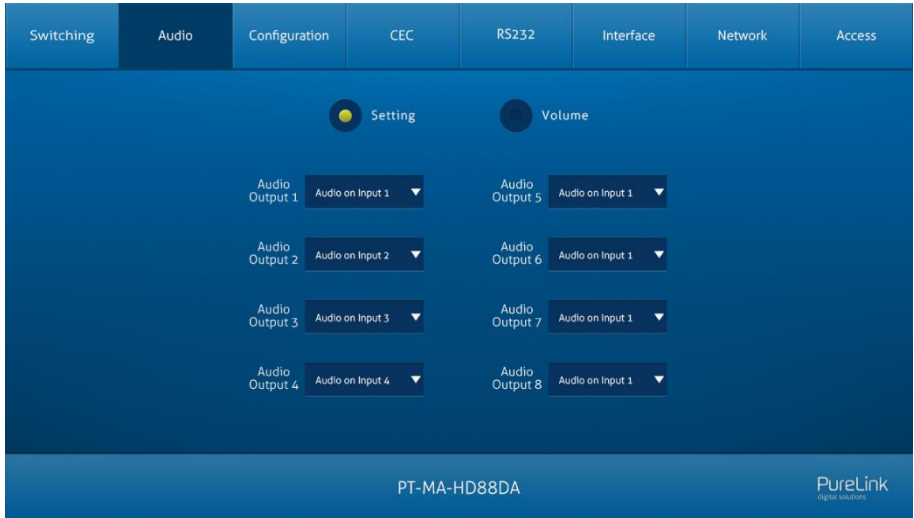 Switching Audio Configuration CEC RS232 Interface Network Access
Setting Volume
Audio
Output 1 Audio on Input 1
Audio
Output 5 Audio on Input 1
Audio
Output 2 Audio on Input 2
Audio
Output 6 Audio on Input 1
Audio
Output 3 Audio on Input 3
Audio
Output 7 Audio on Input 1
Audio
Output 4 Audio on Input 4
Audio
Output 8 Audio on Input 1
PT-MA-HD88DA
PureLink
digital solutions